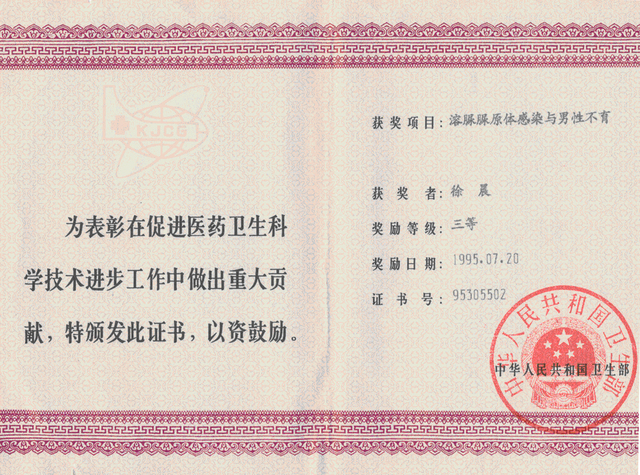 KJCG
为表彰在促进医药卫生科
学技术进步工作中做出重大贡
献，特颁发此证书，以资鼓励。
获奖项目：溶脲脲原体感染与男性不育
获奖者：徐晨
奖励等级：三等
奖励日期：1995.07.20
证书号：95305502
中华人民共和国卫生部
中华人民共和国卫生部